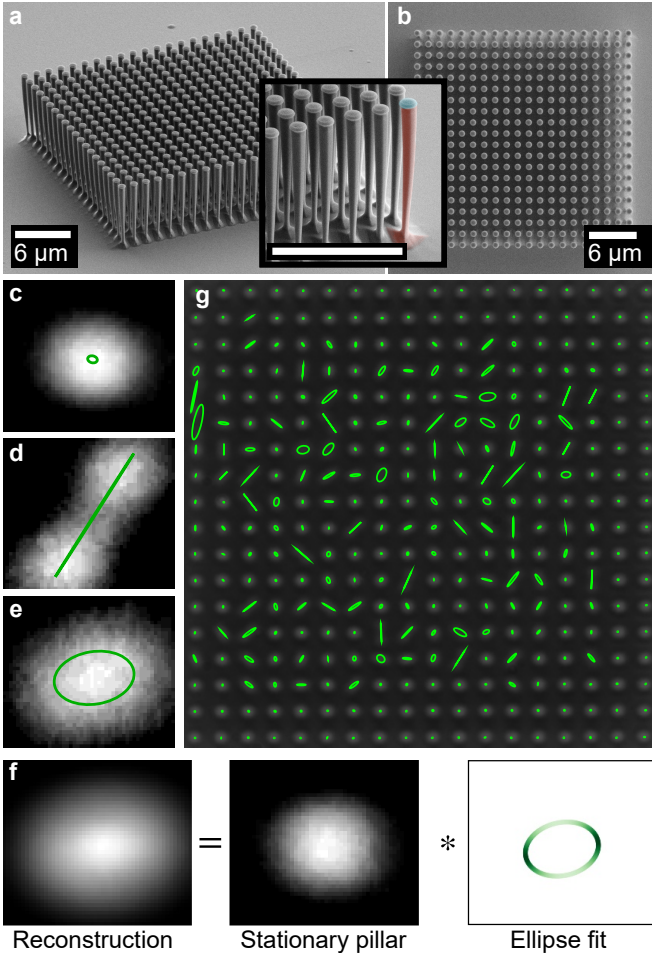 a
b
6 μm
6 μm
c
g
d
e
f
=
*
Reconstruction
Stationary pillar
Ellipse fit